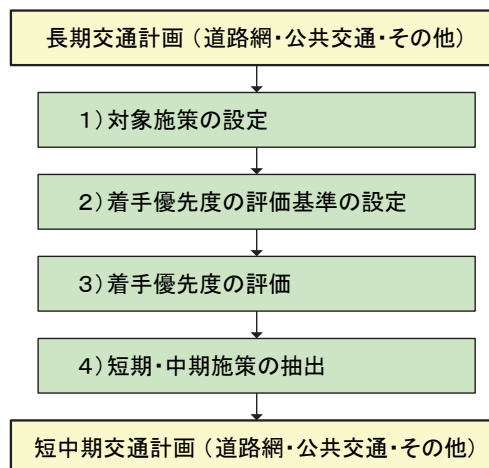 長期交通計画（道路網・公共交通・その他）
１）対象施策の設定
２）着手優先度の評価基準の設定
３）着手優先度の評価
４）短期・中期施策の抽出
短中期交通計画（道路網・公共交通・その他）